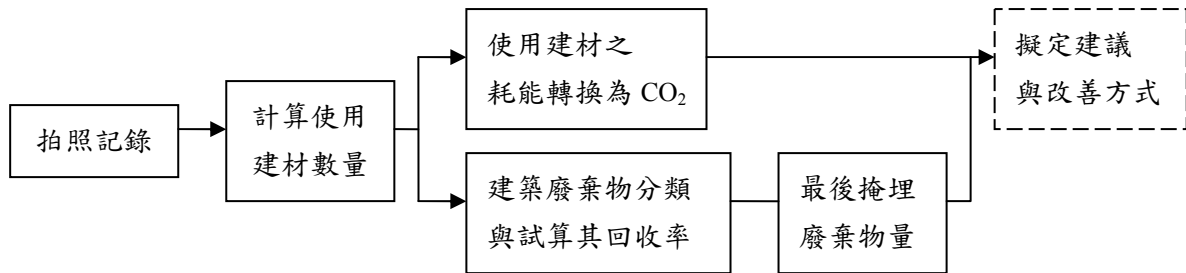 拍照記錄
計算使用
建材數量
使用建材之
耗能轉換為 CO₂
建築廢棄物分類
與試算其回收率
最後掩埋
廢棄物量
擬定建議
與改善方式